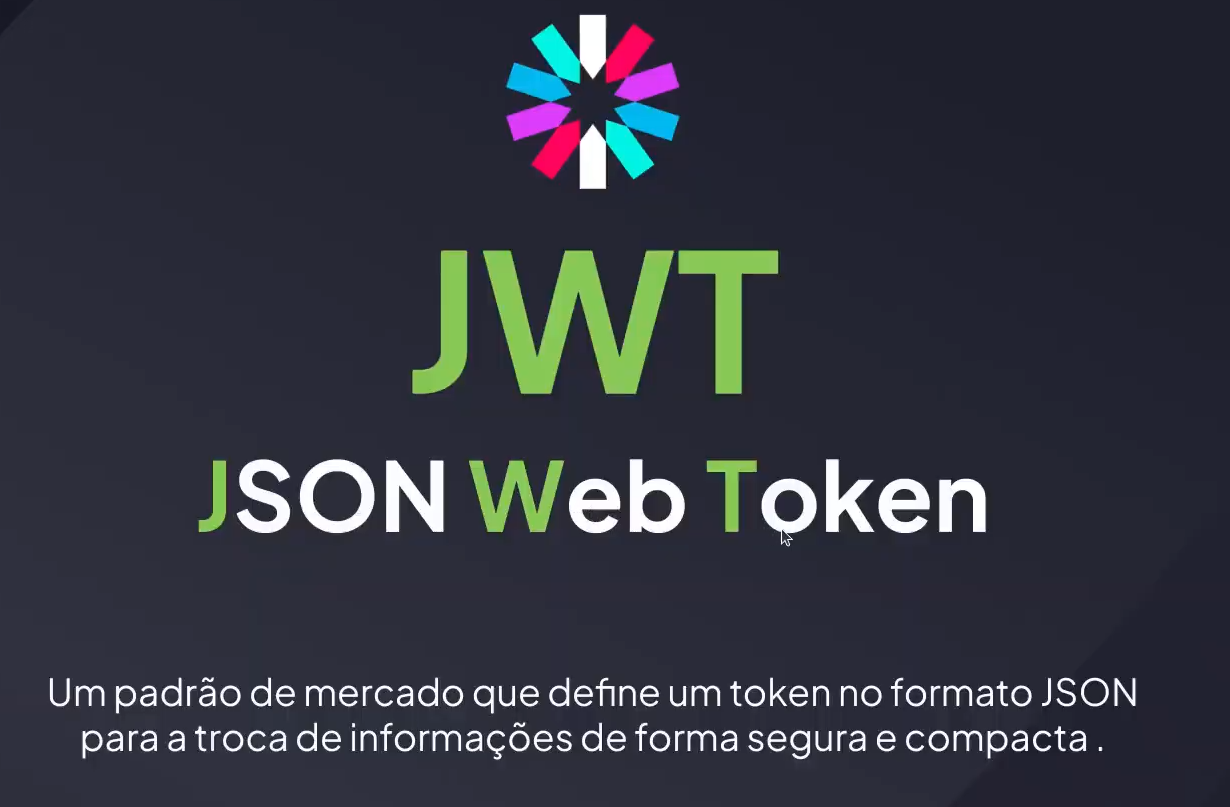 JWT
JSON Web Token
Um padrão de mercado que define um token no formato JSON
para a troca de informações de forma segura e compacta .